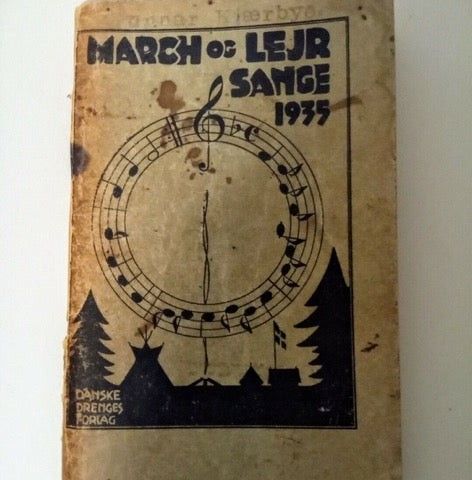 MARCH OG LEJR
SANGE
1935
DANSKE
DRENGES
FORLAG